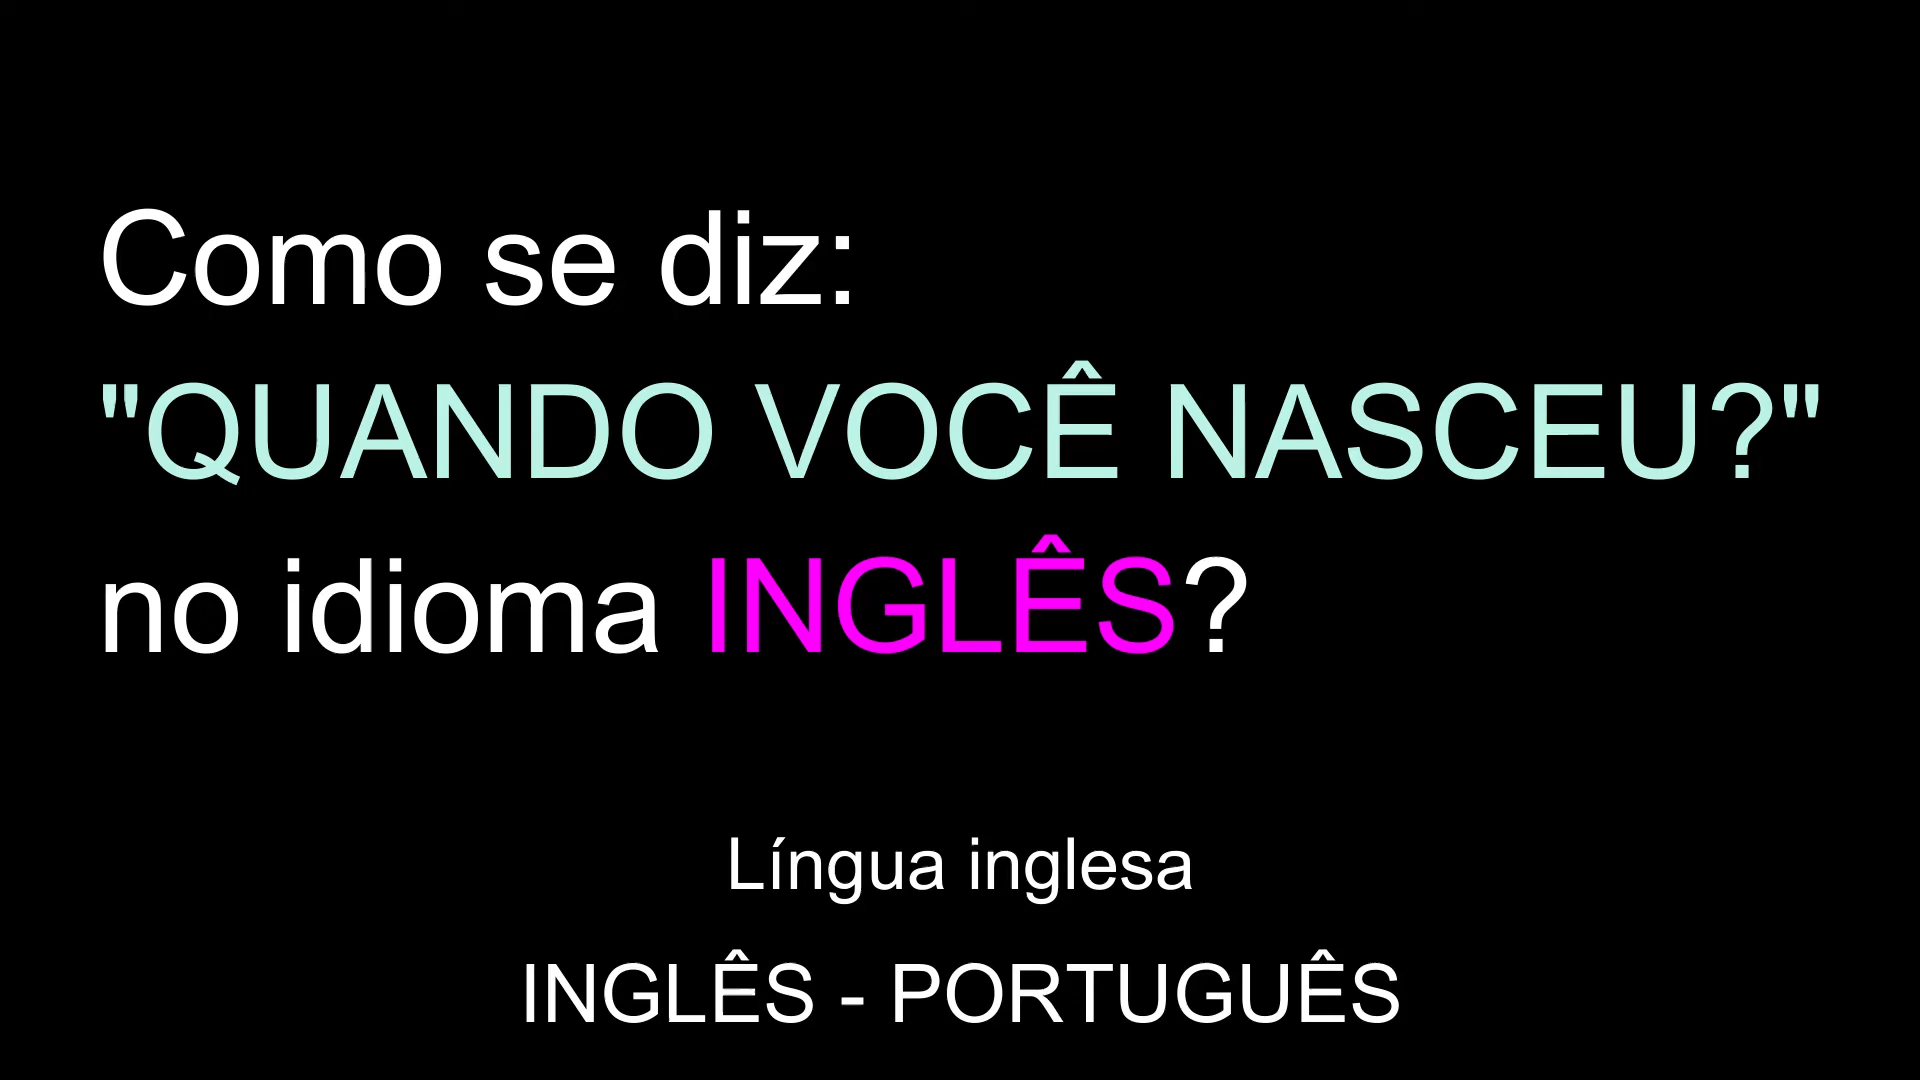 Como se diz:
"QUANDO VOCÊ NASCEU?"
no idioma INGLÊS?
Língua inglesa
INGLÊS - PORTUGUÊS